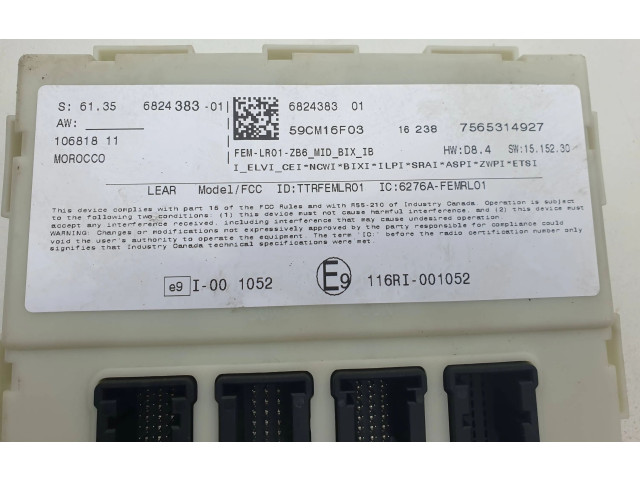 S: 61.35 6824 383 -01
AW:
106818 11
MOROCCO
6824383 01
59CM16F03 16 238 7565314927
FEM-LR01-ZB6_MID_BIX_IB HW:D8.4 SW:15.152.30
I_ELVI_CEI*NCWI*BIXI*ILPI*SRAI*ASPI*ZWPI*ETSI
LEAR Model/FCC ID:TTRFEMLR01 IC:6276A-FEMRL01
This device complies with part 15 of the FCC Rules and RSS-210 of Industry Canada. Operation is subject
to the following two conditions: (1) this device must not cause harmful interference, and (2) this device must
accept any interference received, including interference that may cause undesired operation.
WARNING: Changes or modifications not expressively approved by the party responsible for compliance could
void the user's authority to operate the equipment. The term 'IC:' before the radio certification number only
signifies that Industry Canada technical specifications were met.
e9 I-00 1052 E9 116RI-001052